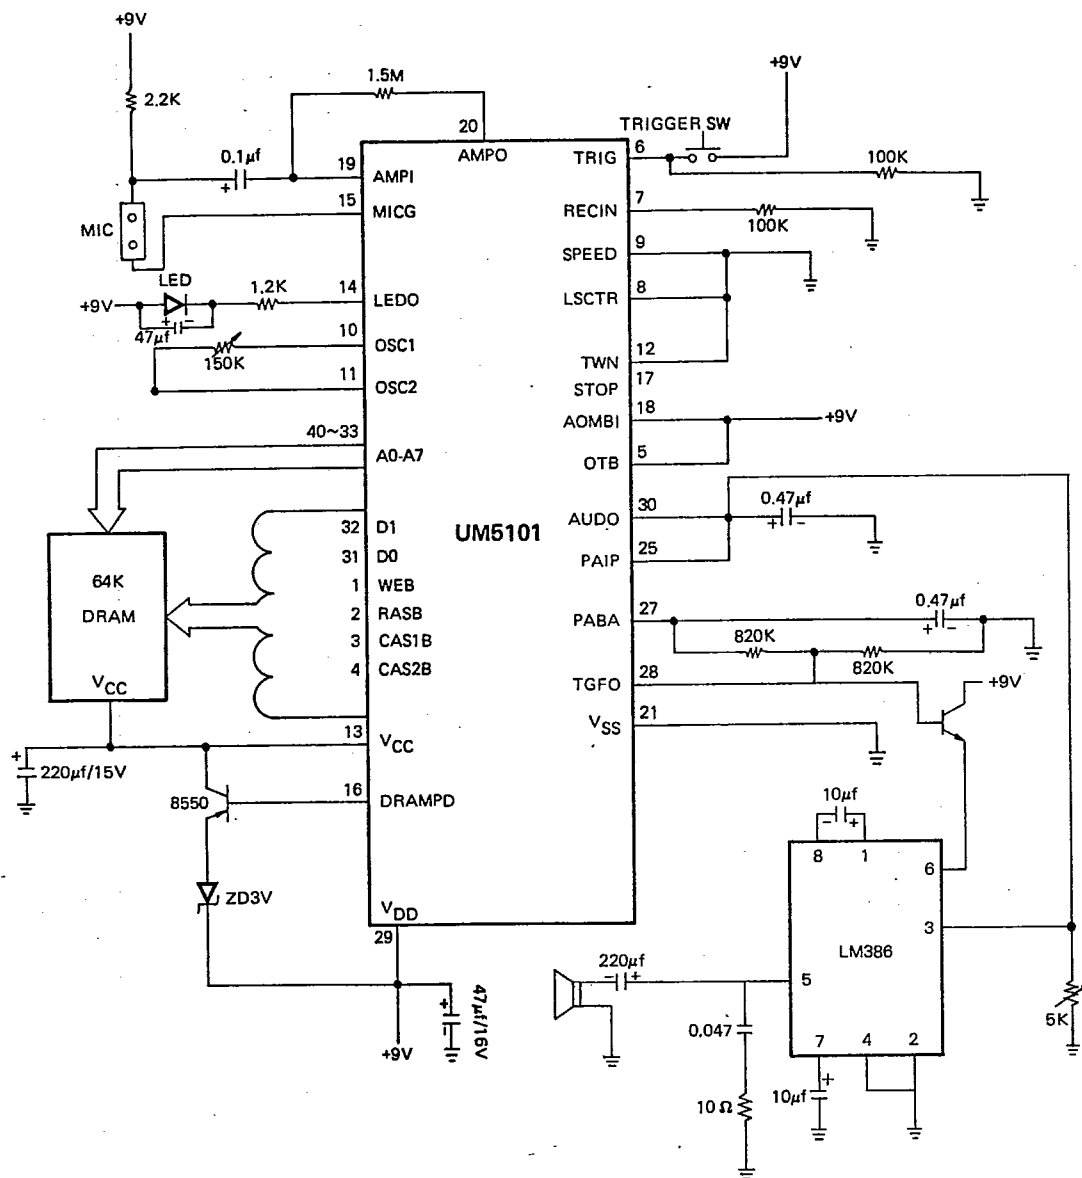 +9V
2.2K
1.5M
20
AMPO
0.1µf
+
19
AMPI
15
MICG
MIC
LED
+9V
+ −
47µf
1.2K
14
LEDO
10
OSC1
150K
11
OSC2
40~33
A0-A7
32 D1
31 D0
1 WEB
2 RASB
3 CAS1B
4 CAS2B
64K
DRAM
VCC
13
VCC
+
220µf/15V
8550
16
DRAMPD
ZD3V
VDD
29
+
−
47µf/16V
+9V
UM5101
TRIGGER SW
+9V
TRIG
6
100K
RECIN
7
100K
SPEED
9
LSCTR
8
TWN
12
STOP
17
AOMBI
18
+9V
OTB
5
AUDO
30
0.47µf
+ −
PAIP
25
PABA
27
0.47µf
+ −
820K
820K
TGFO
28
+9V
VSS
21
10µf
− +
8
1
6
3
LM386
5
7
4
2
220µf
− +
0.047
10 Ω
10µf
+
5K